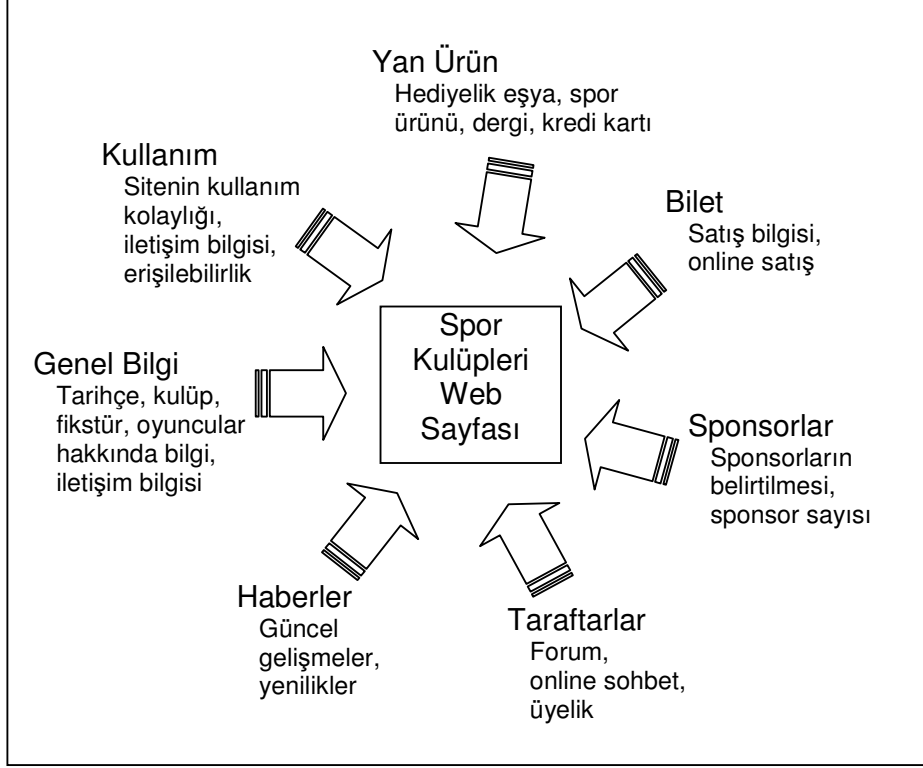 Yan Ürün
Hediyelik eşya, spor
ürünü, dergi, kredi kartı
Kullanım
Sitenin kullanım
kolaylığı,
iletişim bilgisi,
erişilebilirlik
Bilet
Satış bilgisi,
online satış
Spor
Kulüpleri
Web
Sayfası
Genel Bilgi
Tarihçe, kulüp,
fikstür, oyuncular
hakkında bilgi,
iletişim bilgisi
Sponsorlar
Sponsorların
belirtilmesi,
sponsor sayısı
Haberler
Güncel
gelişmeler,
yenilikler
Taraftarlar
Forum,
online sohbet,
üyelik